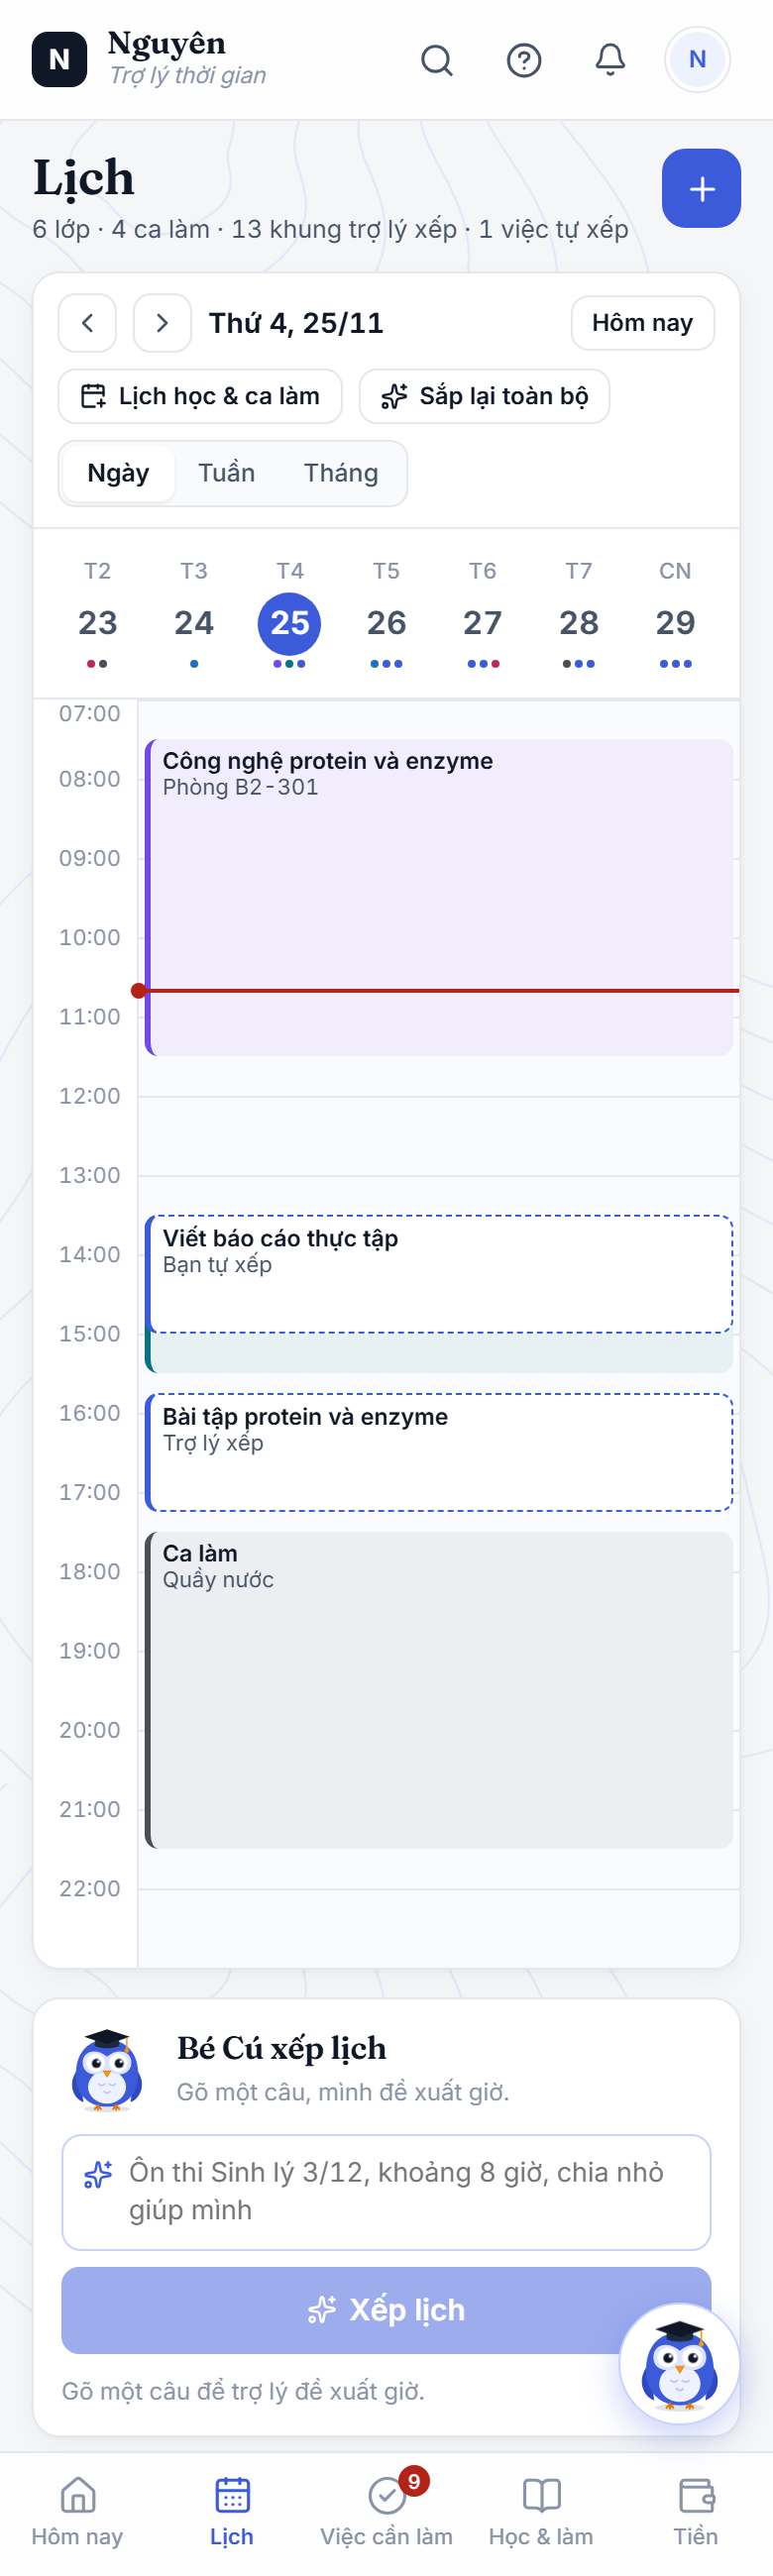 N
Nguyên
Trợ lý thời gian
N
Lịch
6 lớp · 4 ca làm · 13 khung trợ lý xếp · 1 việc tự xếp
Thứ 4, 25/11
Hôm nay
Lịch học & ca làm
Sắp lại toàn bộ
Ngày
Tuần
Tháng
T2 T3 T4 T5 T6 T7 CN
23 24 25 26 27 28 29
07:00
Công nghệ protein và enzyme
Phòng B2-301
08:00
09:00
10:00
11:00
12:00
13:00
Viết báo cáo thực tập
14:00
Bạn tự xếp
15:00
16:00
Bài tập protein và enzyme
Trợ lý xếp
17:00
Ca làm
18:00
Quầy nước
19:00
20:00
21:00
22:00
Bé Cú xếp lịch
Gõ một câu, mình đề xuất giờ.
Ôn thi Sinh lý 3/12, khoảng 8 giờ, chia nhỏ
giúp mình
Xếp lịch
Gõ một câu để trợ lý đề xuất giờ.
9
Hôm nay
Lịch
Việc cần làm
Học & làm
Tiền